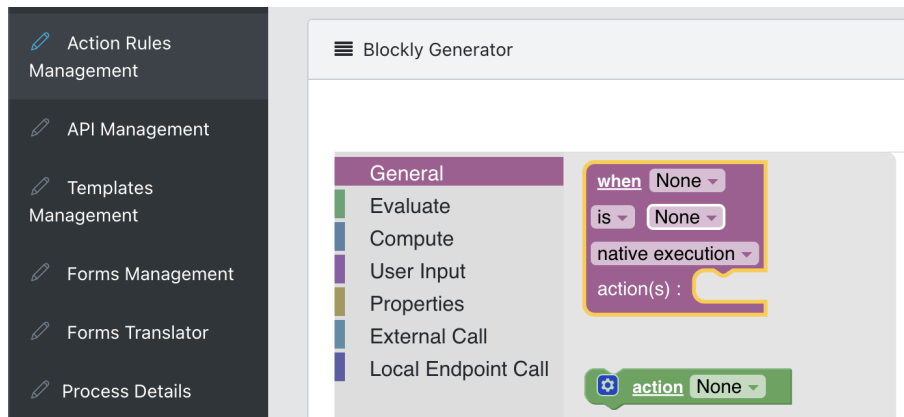 Action Rules
Management
API Management
Templates
Management
Forms Management
Forms Translator
Process Details
Blockly Generator
General
Evaluate
Compute
User Input
Properties
External Call
Local Endpoint Call
when None
is None
native execution
action(s) :
action None